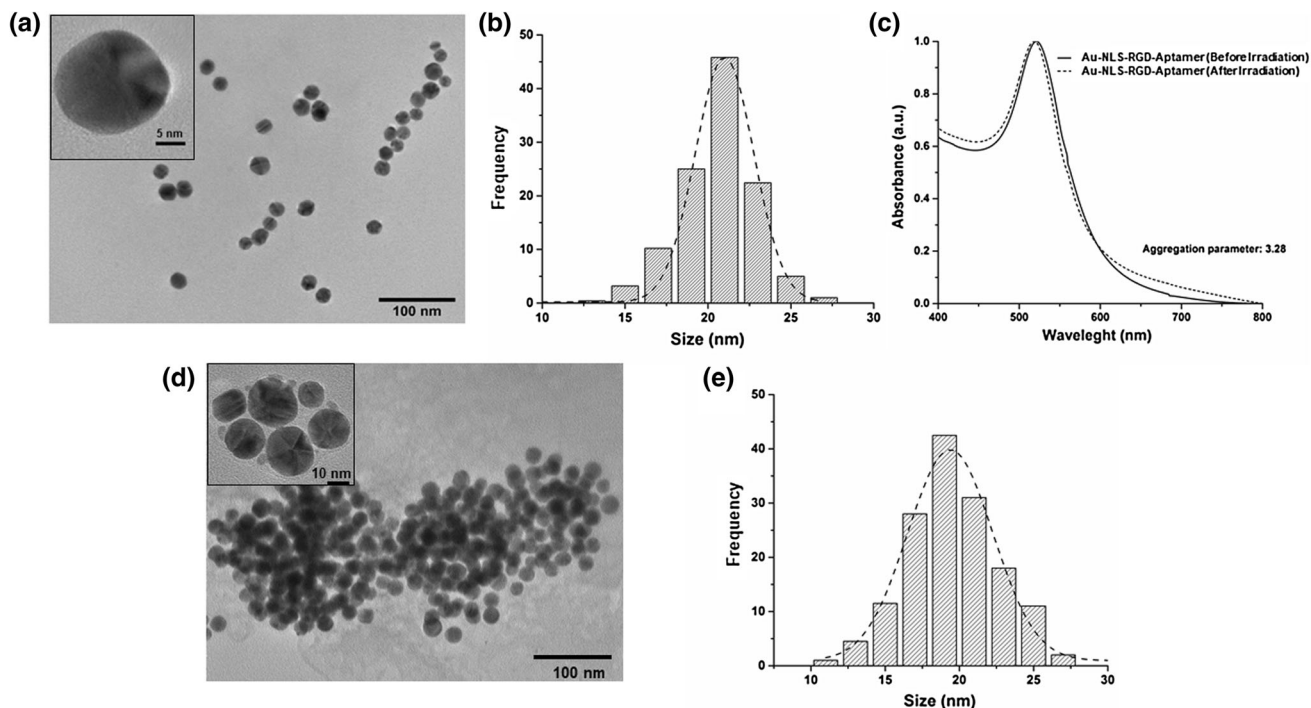 (a)
5 nm
100 nm
(b)
Frequency
50
40
30
20
10
0
10 15 20 25 30
Size (nm)
(c)
Absorbance (a.u.)
1.0
0.8
0.6
0.4
0.2
0.0
Au-NLS-RGD-Aptamer (Before Irradiation)
Au-NLS-RGD-Aptamer (After Irradiation)
Aggregation parameter: 3.28
400 500 600 700 800
Waveleght (nm)
(d)
10 nm
100 nm
(e)
Frequency
50
40
30
20
10
0
10 15 20 25 30
Size (nm)